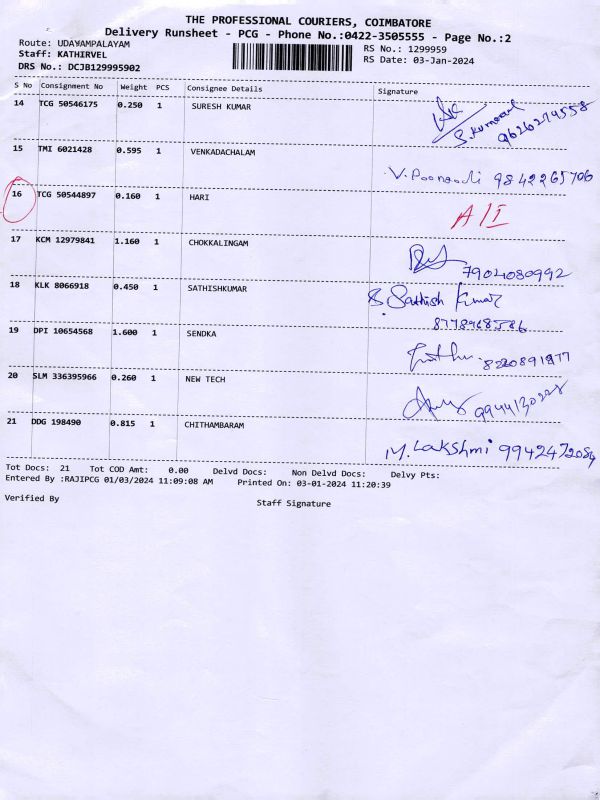 THE PROFESSIONAL COURIERS, COIMBATORE
Delivery Runsheet - PCG - Phone No.:0422-3505555 - Page No.:2
Route: UDAYAMPALAYAM
RS No.: 1299959
Staff: KATHIRVEL
RS Date: 03-Jan-2024
DRS No.: DCJB129995902
S No Consignment No Weight PCS Consignee Details Signature
14 TCG 50546175 0.250 1 SURESH KUMAR
S. Kumaran 9626279558
15 TMI 6021428 0.595 1 VENKADACHALAM
V. Poongodi 9842265706
16 TCG 50544897 0.160 1 HARI
A/I
17 KCM 12979841 1.160 1 CHOKKALINGAM
7904080992
18 KLK 8066918 0.450 1 SATHISHKUMAR
S. Sathish Kumar
8778968586
19 DPI 10654568 1.600 1 SENDKA
8220891977
20 SLM 336395966 0.260 1 NEW TECH
21 DDG 198490 0.815 1 CHITHAMBARAM
M. Lakshmi 9942472084
Tot Docs: 21 Tot COD Amt: 0.00 Delvd Docs: Non Delvd Docs: Delvy Pts:
Entered By :RAJIPCG 01/03/2024 11:09:08 AM Printed On: 03-01-2024 11:20:39
Verified By
Staff Signature